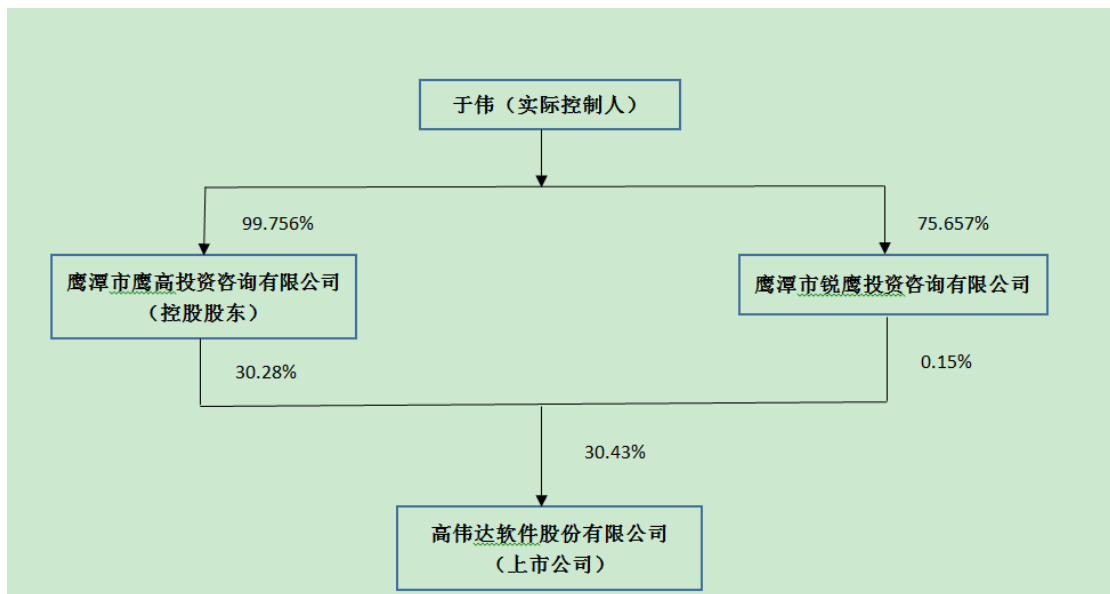 于伟（实际控制人）
99.756%
75.657%
鹰潭市鹰高投资咨询有限公司
（控股股东）
鹰潭市锐鹰投资咨询有限公司
30.28%
0.15%
30.43%
高伟达软件股份有限公司
（上市公司）